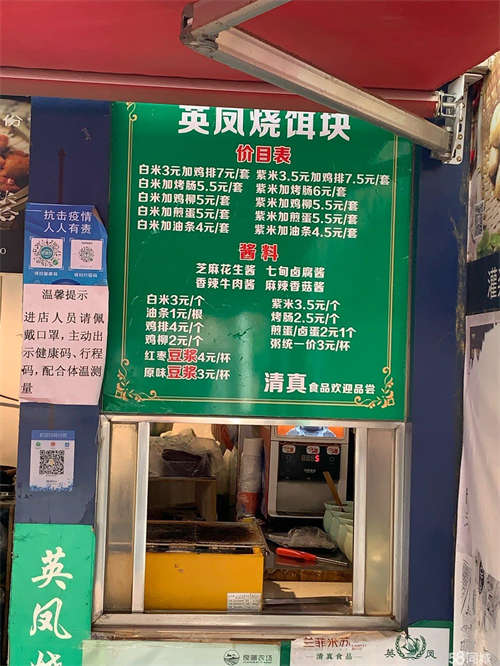 英凤烧饵块
价目表
白米3元加鸡排7元/套 紫米3.5元加鸡排7.5元/套
白米加烤肠5.5元/套 紫米加烤肠6元/套
白米加鸡柳5元/套 紫米加鸡柳5.5元/套
白米加煎蛋5元/套 紫米加煎蛋5.5元/套
白米加油条4元/套 紫米加油条4.5元/套
酱料
芝麻花生酱 七甸卤腐酱
香辣牛肉酱 麻辣香菇酱
白米3元/个 紫米3.5元/个
油条1元/根 烤肠2.5元/个
鸡排4元/个 煎蛋/卤蛋2元1个
鸡柳2元/个 粥统一价3元/杯
红枣豆浆4元/杯
原味豆浆3元/杯
清真食品欢迎品尝
抗击疫情
人人有责
温馨提示
进店人员请佩
戴口罩,主动出
示健康码、行程
码,配合体温测
量
英凤烧
兰菲米苏
清真食品
英 凤